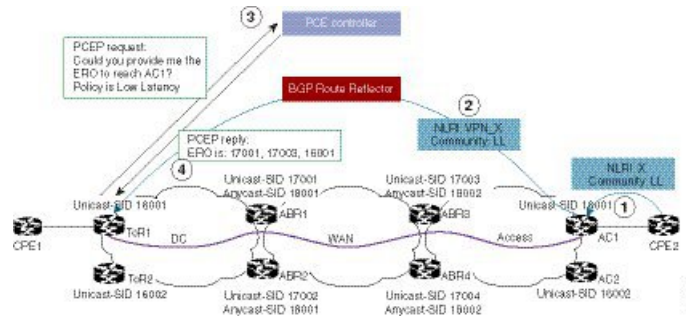 3
PCE controller
PCEP request:
Could you provide me the
ERO to reach AC1?
Policy is Low Latency
BGP Route Reflector
2
NLRI VPN_X
Community: LL
PCEP reply:
ERO is: 17001, 17003, 16001
4
NLRI X
Community: LL
1
Unicast-SID 16001
Unicast-SID 17001
Anycast-SID 18001
Unicast-SID 17003
Anycast-SID 18002
Unicast-SID 16001
CPE1
ToR1
ABR1
ABR3
AC1
CPE2
DC
WAN
Access
ToR2
ABR2
ABR4
AC2
Unicast-SID 16002
Unicast-SID 17002
Anycast-SID 18001
Unicast-SID 17004
Anycast-SID 18002
Unicast-SID 16002